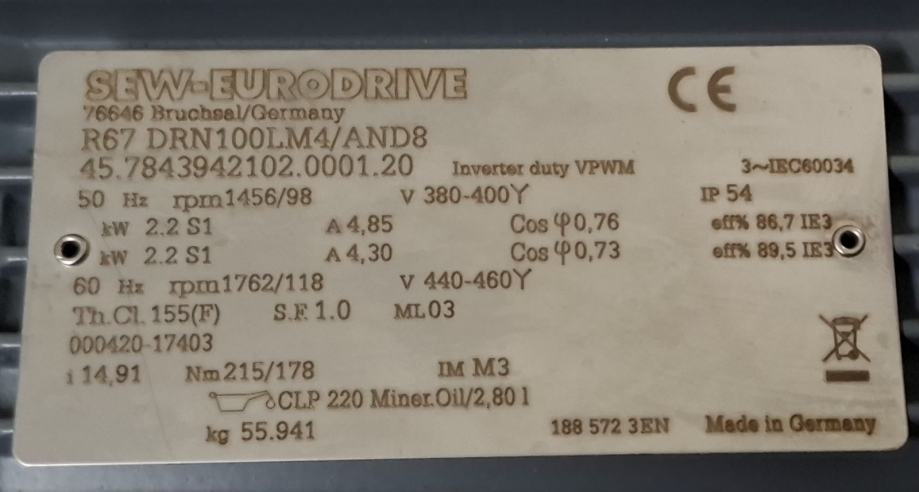 SEW-EURODRIVE CE
76646 Bruchsal/Germany
R67 DRN100LM4/AND8
45.7843942102.0001.20 Inverter duty VPWM 3~IEC60034
50 Hz rpm1456/98 V 380-400Y IP 54
kW 2.2 S1 A 4,85 Cos φ0,76 eff% 86,7 IE3
kW 2.2 S1 A 4,30 Cos φ0,73 eff% 89,5 IE3
60 Hz rpm1762/118 V 440-460Y
Th.Cl. 155(F) S.F. 1.0 ML03
000420-17403
i 14,91 Nm215/178 IM M3
CLP 220 Miner.Oil/2,80 l
kg 55.941 188 572 3EN Made in Germany